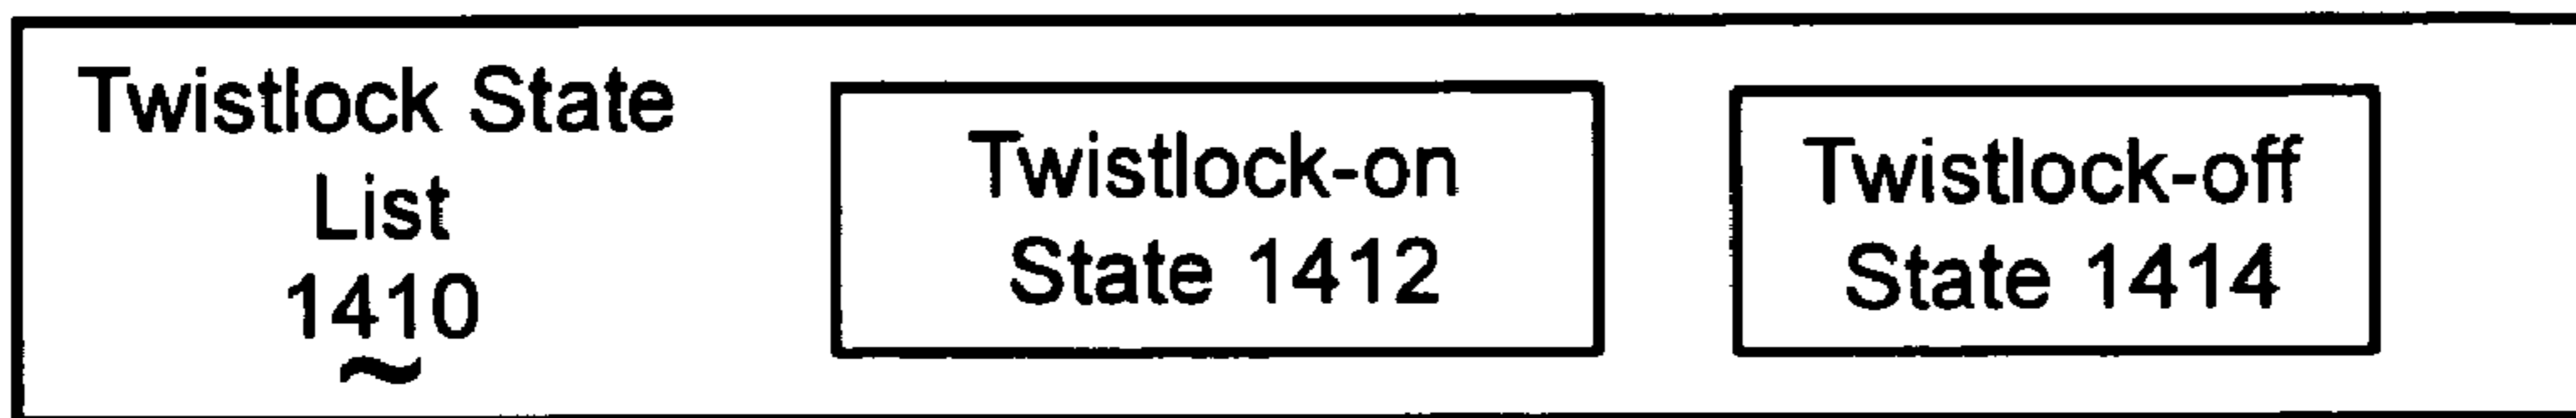 Twistlock State
List
1410
Twistlock-on
State 1412
Twistlock-off
State 1414